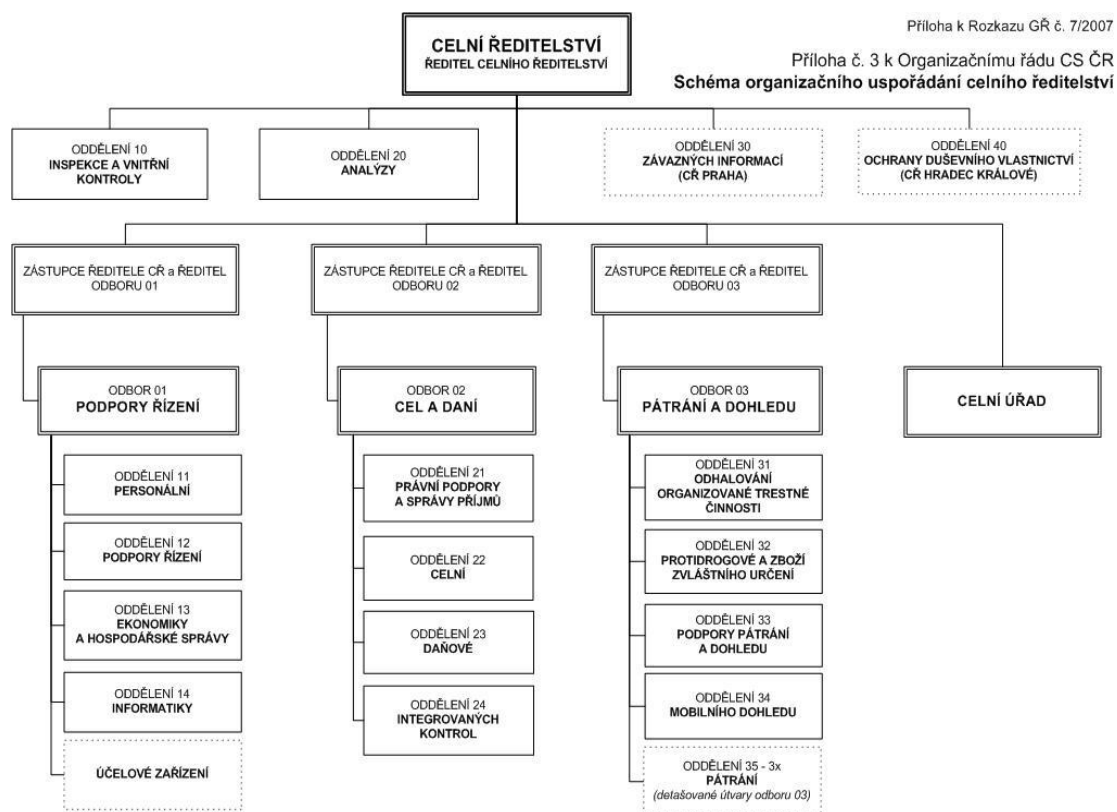 Příloha k Rozkazu GŘ č. 7/2007
Příloha č. 3 k Organizačnímu řádu CS ČR
Schéma organizačního uspořádání celního ředitelství
CELNÍ ŘEDITELSTVÍ
ŘEDITEL CELNÍHO ŘEDITELSTVÍ
ODDĚLENÍ 10
INSPEKCE A VNITŘNÍ
KONTROLY
ODDĚLENÍ 20
ANALÝZY
ODDĚLENÍ 30
ZÁVAZNÝCH INFORMACÍ
(CŘ PRAHA)
ODDĚLENÍ 40
OCHRANY DUŠEVNÍHO VLASTNICTVÍ
(CŘ HRADEC KRÁLOVÉ)
ZÁSTUPCE ŘEDITELE CŘ a ŘEDITEL
ODBORU 01
ZÁSTUPCE ŘEDITELE CŘ a ŘEDITEL
ODBORU 02
ZÁSTUPCE ŘEDITELE CŘ a ŘEDITEL
ODBORU 03
ODBOR 01
PODPORY ŘÍZENÍ
ODDĚLENÍ 11
PERSONÁLNÍ
ODDĚLENÍ 12
PODPORY ŘÍZENÍ
ODDĚLENÍ 13
EKONOMIKY
A HOSPODÁŘSKÉ SPRÁVY
ODDĚLENÍ 14
INFORMATIKY
ÚČELOVÉ ZAŘÍZENÍ
ODBOR 02
CEL A DANÍ
ODDĚLENÍ 21
PRÁVNÍ PODPORY
A SPRÁVY PŘÍJMŮ
ODDĚLENÍ 22
CELNÍ
ODDĚLENÍ 23
DAŇOVÉ
ODDĚLENÍ 24
INTEGROVANÝCH
KONTROL
ODBOR 03
PÁTRÁNÍ A DOHLEDU
ODDĚLENÍ 31
ODHALOVÁNÍ
ORGANIZOVANÉ TRESTNÉ
ČINNOSTI
ODDĚLENÍ 32
PROTIDROGOVÉ A ZBOŽÍ
ZVLÁŠTNÍHO URČENÍ
ODDĚLENÍ 33
PODPORY PÁTRÁNÍ
A DOHLEDU
ODDĚLENÍ 34
MOBILNÍHO DOHLEDU
ODDĚLENÍ 35 - 3x
PÁTRÁNÍ
(detašované útvary odboru 03)
CELNÍ ÚŘAD